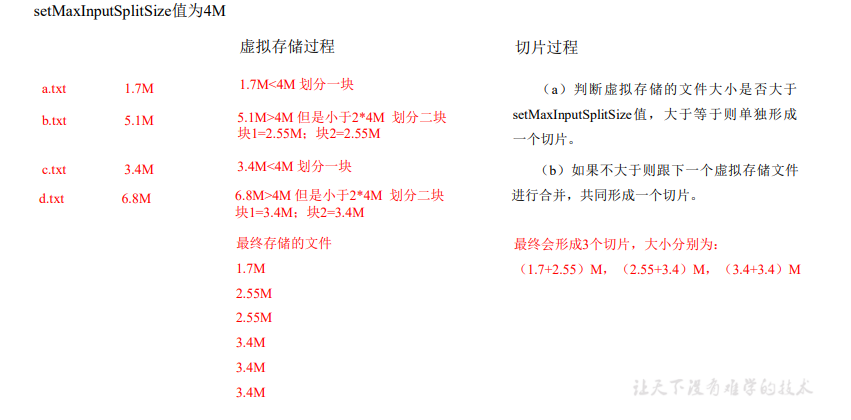 setMaxInputSplitSize值为4M
虚拟存储过程
切片过程
a.txt 1.7M 1.7M<4M 划分一块
b.txt 5.1M 5.1M>4M 但是小于2*4M 划分二块
块1=2.55M；块2=2.55M
c.txt 3.4M 3.4M<4M 划分一块
d.txt 6.8M 6.8M>4M 但是小于2*4M 划分二块
块1=3.4M；块2=3.4M
最终存储的文件
1.7M
2.55M
2.55M
3.4M
3.4M
3.4M
（a）判断虚拟存储的文件大小是否大于
setMaxInputSplitSize值，大于等于则单独形成
一个切片。
（b）如果不大于则跟下一个虚拟存储文件
进行合并，共同形成一个切片。
最终会形成3个切片，大小分别为：
（1.7+2.55）M，（2.55+3.4）M，（3.4+3.4）M
让天下没有难学的技术